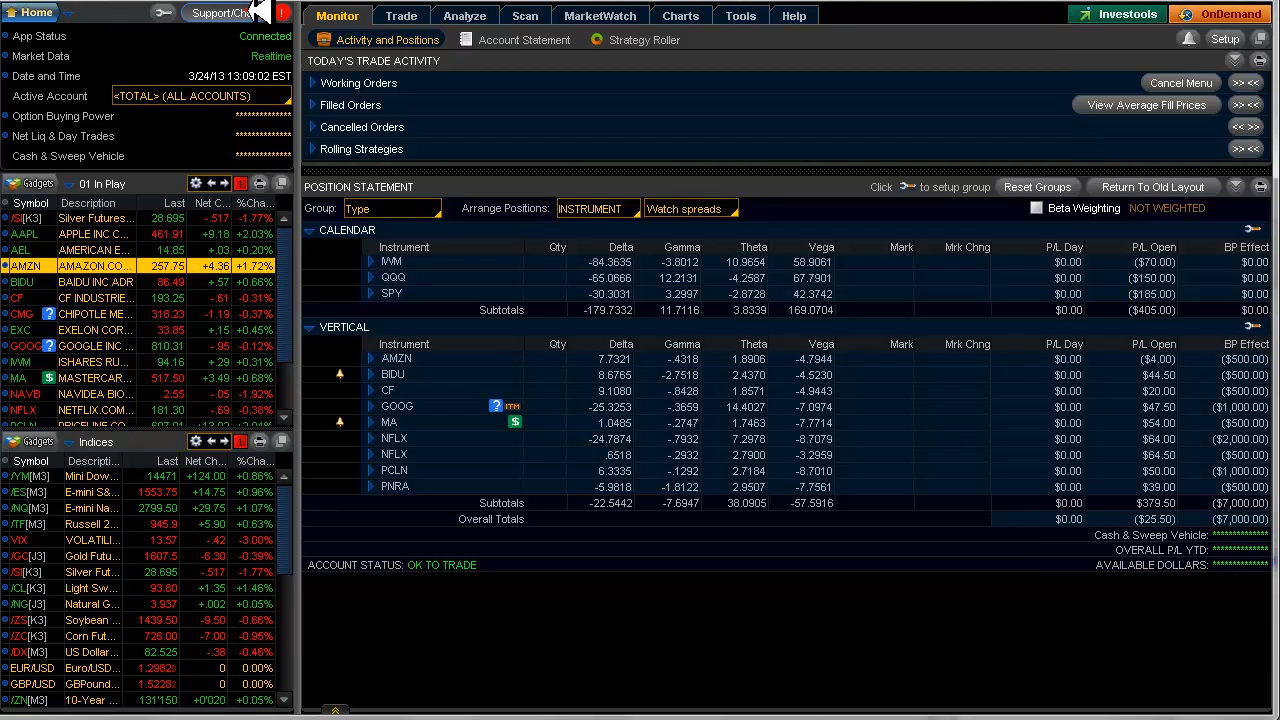 Home Support/Ch !
App Status Connected
Market Data Realtime
Date and Time 3/24/13 13:09:02 EST
Active Account <TOTAL> (ALL ACCOUNTS)
Option Buying Power **************
Net Liq & Day Trades **************
Cash & Sweep Vehicle **************
Gadgets 01 In Play 1
Symbol Description Last Net C... %Cha...
/SI[K3] Silver Futures... 28.695 -.517 -1.77%
AAPL APPLE INC C... 461.91 +9.18 +2.03%
AEL AMERICAN E... 14.85 +.03 +0.20%
AMZN AMAZON.CO... 257.75 +4.36 +1.72%
BIDU BAIDU INC ADR 86.49 +.57 +0.66%
CF CF INDUSTRIE... 193.25 -.61 -0.31%
CMG ? CHIPOTLE ME... 318.23 -1.19 -0.37%
EXC EXELON COR... 33.85 +.15 +0.45%
GOOG ? GOOGLE INC ... 810.31 -.95 -0.12%
IWM ISHARES RU... 94.16 +.29 +0.31%
MA $ MASTERCAR... 517.50 +3.49 +0.68%
NAVB NAVIDEA BIO... 2.55 -.05 -1.92%
NFLX NETFLIX.COM... 181.30 -.69 -0.38%
Gadgets Indices 1
Symbol Descripti... Last Net Ch... %Cha...
/YM[M3] Mini Dow... 14471 +124.00 +0.86%
/ES[M3] E-mini S&... 1553.75 +14.75 +0.96%
/NQ[M3] E-mini Na... 2799.50 +29.75 +1.07%
/TF[M3] Russell 2... 945.9 +5.90 +0.63%
VIX VOLATILI... 13.57 -.42 -3.00%
/GC[J3] Gold Futu... 1607.5 -6.30 -0.39%
/SI[K3] Silver Fut... 28.695 -.517 -1.77%
/CL[K3] Light Sw... 93.80 +1.35 +1.46%
/NG[J3] Natural G... 3.937 +.002 +0.05%
/ZS[K3] Soybean ... 1439.50 -9.50 -0.66%
/ZC[K3] Corn Fut... 726.00 -7.00 -0.95%
/DX[M3] US Dollar... 82.525 -.38 -0.46%
EUR/USD Euro/USD... 1.29820 0 0.00%
GBP/USD GBPound... 1.52280 0 0.00%
/ZN[M3] 10-Year ... 131'150 +0'020 +0.05%
Monitor Trade Analyze Scan MarketWatch Charts Tools Help Investools OnDemand
Activity and Positions Account Statement Strategy Roller Setup
TODAY'S TRADE ACTIVITY
Working Orders Cancel Menu >> <<
Filled Orders View Average Fill Prices >> <<
Cancelled Orders << >>
Rolling Strategies >> <<
POSITION STATEMENT Click to setup group Reset Groups Return To Old Layout
Group: Type Arrange Positions: INSTRUMENT Watch spreads Beta Weighting NOT WEIGHTED
CALENDAR
Instrument Qty Delta Gamma Theta Vega Mark Mrk Chng P/L Day P/L Open BP Effect
IWM -84.3635 -3.8012 10.9654 58.9061 $0.00 ($70.00) $0.00
QQQ -65.0666 12.2131 -4.2587 67.7901 $0.00 ($150.00) $0.00
SPY -30.3031 3.2997 -2.8728 42.3742 $0.00 ($185.00) $0.00
Subtotals -179.7332 11.7116 3.8339 169.0704 $0.00 ($405.00) $0.00
VERTICAL
Instrument Qty Delta Gamma Theta Vega Mark Mrk Chng P/L Day P/L Open BP Effect
AMZN 7.7321 -.4318 1.8906 -4.7944 $0.00 ($4.00) ($500.00)
BIDU 8.6765 -2.7518 2.4370 -4.5230 $0.00 $44.50 ($500.00)
CF 9.1080 -.8428 1.8571 -4.9443 $0.00 $20.00 ($500.00)
GOOG ? ITM -25.3253 -.3659 14.4027 -7.0974 $0.00 $47.50 ($1,000.00)
MA $ 1.0485 -.2747 1.7463 -7.7714 $0.00 $54.00 ($500.00)
NFLX -24.7874 -.7932 7.2976 -8.7079 $0.00 $64.00 ($2,000.00)
NFLX .6518 -.2932 2.7900 -4.3959 $0.00 $64.50 ($500.00)
PCLN 6.3335 -.1292 2.7184 -8.7010 $0.00 $50.00 ($1,000.00)
PNRA -5.9818 -1.8122 2.9507 -7.7561 $0.00 $39.00 ($500.00)
Subtotals -22.5442 -7.6947 38.0905 -57.5916 $0.00 $379.50 ($7,000.00)
Overall Totals $0.00 ($25.50) ($7,000.00)
Cash & Sweep Vehicle: **************
OVERALL P/L YTD: **************
ACCOUNT STATUS: OK TO TRADE AVAILABLE DOLLARS: **************